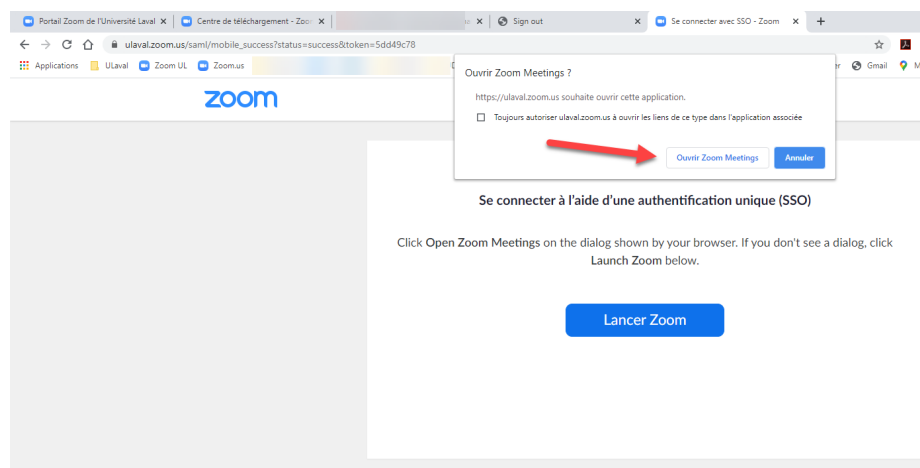 Portail Zoom de l'Université Laval Centre de téléchargement - Zoo Sign out Se connecter avec SSO - Zoom
ulaval.zoom.us/saml/mobile_success?status=success&token=5dd49c78
Applications ULaval Zoom UL Zoom.us Gmail
Ouvrir Zoom Meetings ?
https://ulaval.zoom.us souhaite ouvrir cette application.
Toujours autoriser ulaval.zoom.us à ouvrir les liens de ce type dans l'application associée
Ouvrir Zoom Meetings Annuler
zoom
Se connecter à l'aide d'une authentification unique (SSO)
Click Open Zoom Meetings on the dialog shown by your browser. If you don't see a dialog, click
Launch Zoom below.
Lancer Zoom